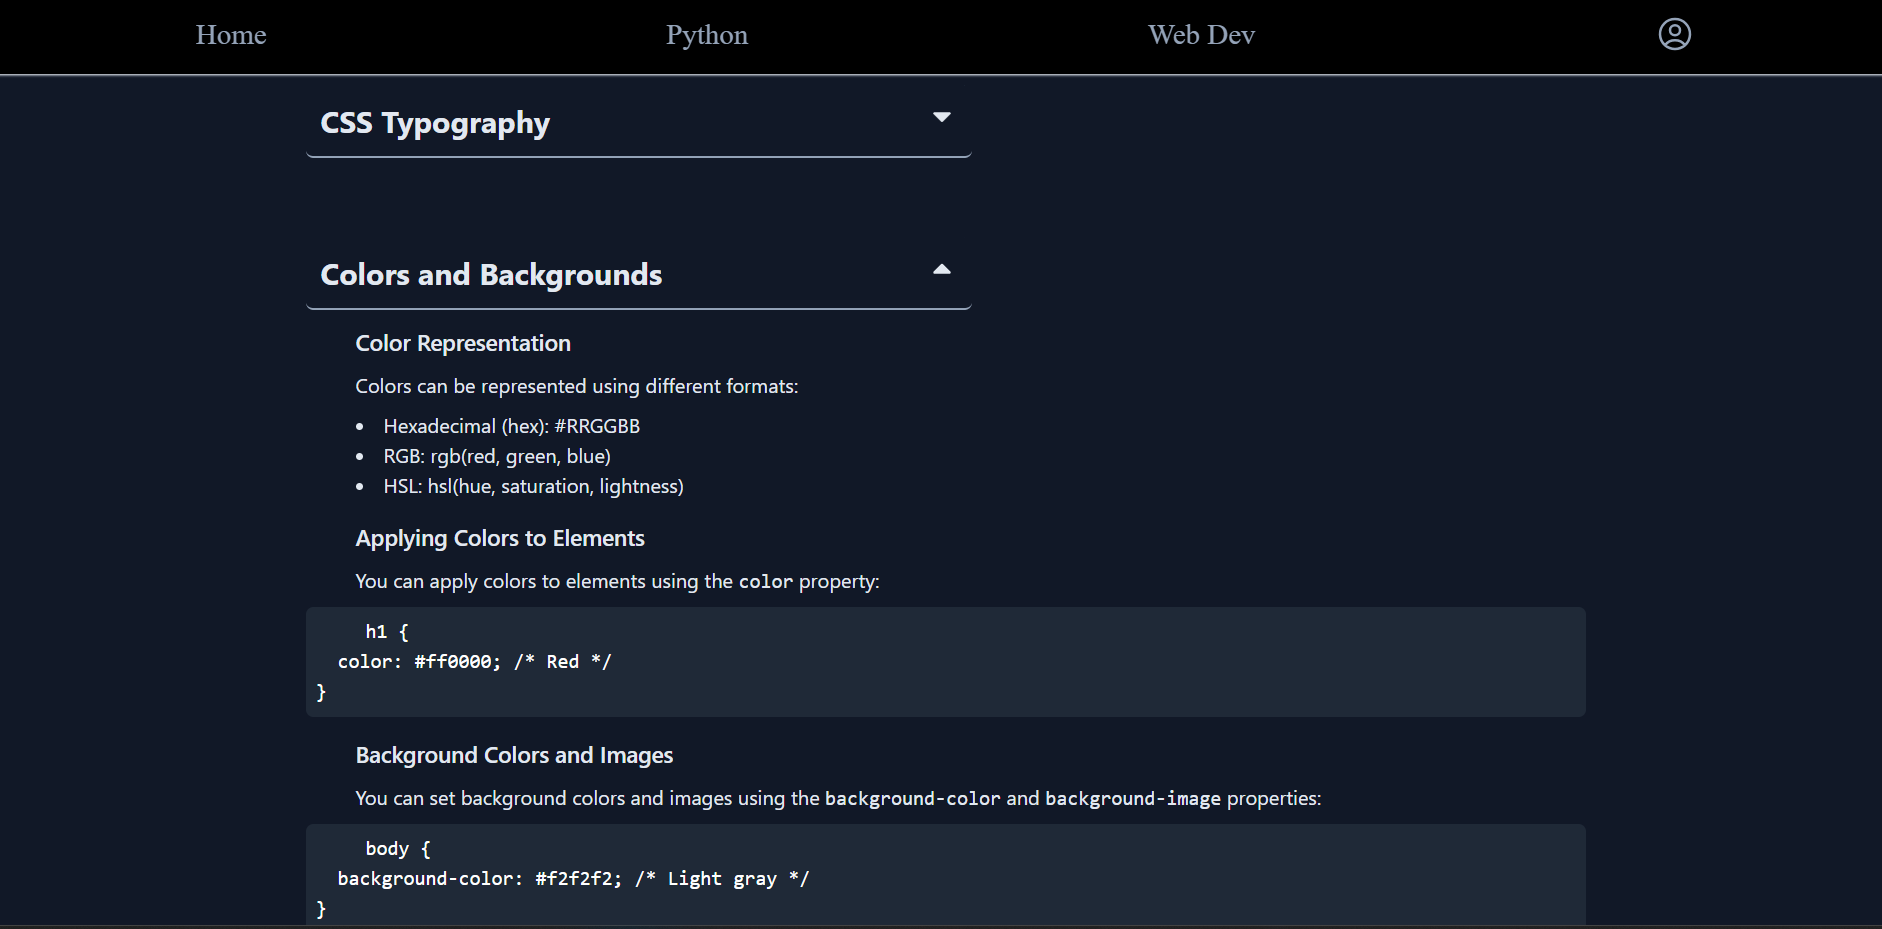 Home Python Web Dev
CSS Typography
Colors and Backgrounds
Color Representation
Colors can be represented using different formats:
• Hexadecimal (hex): #RRGGBB
• RGB: rgb(red, green, blue)
• HSL: hsl(hue, saturation, lightness)
Applying Colors to Elements
You can apply colors to elements using the color property:
h1 {
color: #ff0000; /* Red */
}
Background Colors and Images
You can set background colors and images using the background-color and background-image properties:
body {
background-color: #f2f2f2; /* Light gray */
}